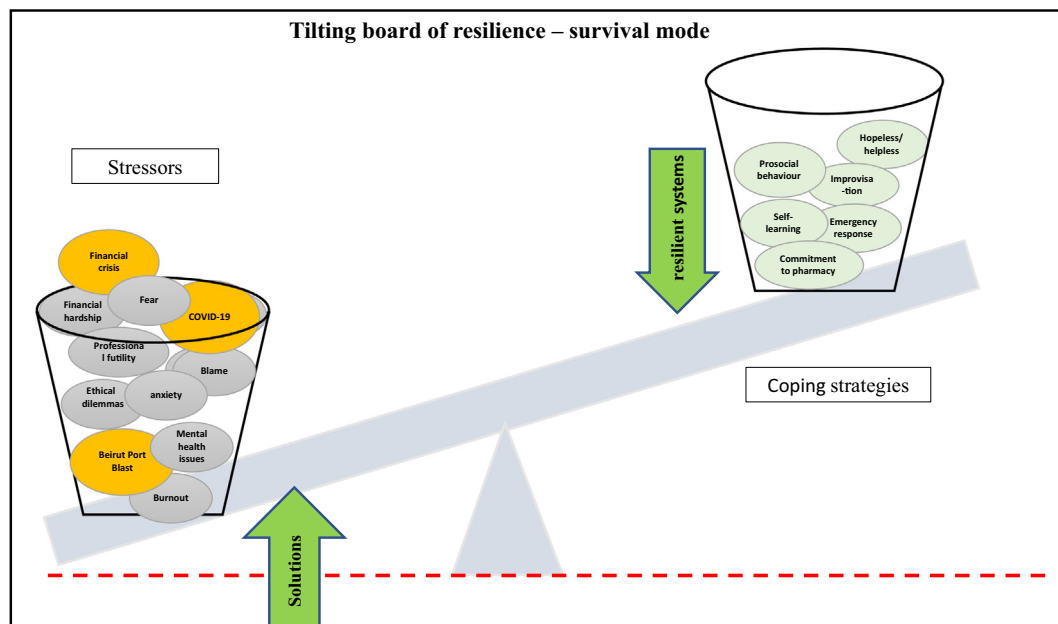 Tilting board of resilience – survival mode
Stressors
Financial
crisis
Financial
hardship
Fear
COVID-19
Professiona
l futility
Blame
Ethical
dilemmas
anxiety
Mental
health
issues
Beirut Port
Blast
Burnout
Solutions
resilient systems
Hopeless/
helpless
Prosocial
behaviour
Improvisa
-tion
Self-
learning
Emergency
response
Commitment
to pharmacy
Coping strategies